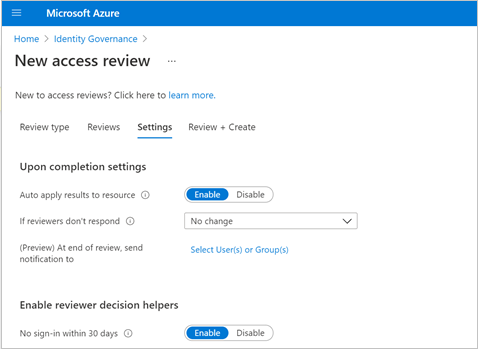 Microsoft Azure
Home > Identity Governance >
New access review ...
New to access reviews? Click here to learn more.
Review type Reviews Settings Review + Create
Upon completion settings
Auto apply results to resource Enable Disable
If reviewers don't respond No change
(Preview) At end of review, send
notification to Select User(s) or Group(s)
Enable reviewer decision helpers
No sign-in within 30 days Enable Disable